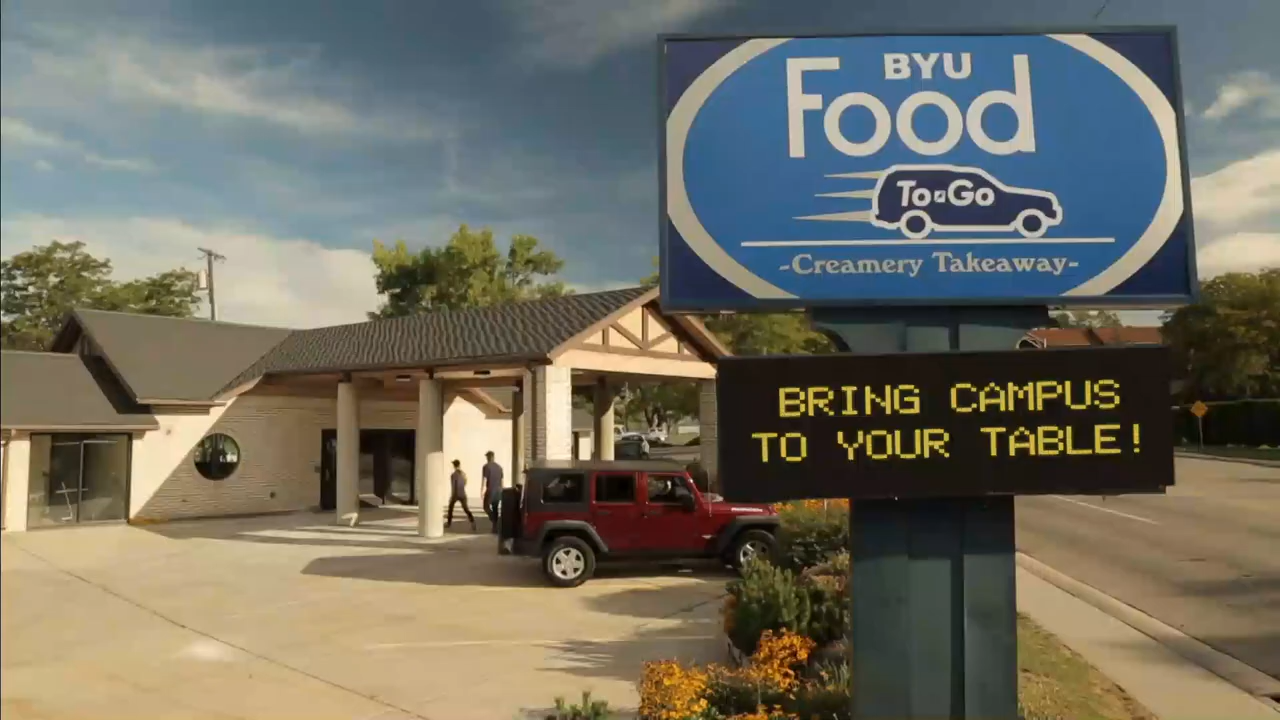 BYU
Food
To Go
-Creamery Takeaway-
BRING CAMPUS
TO YOUR TABLE!